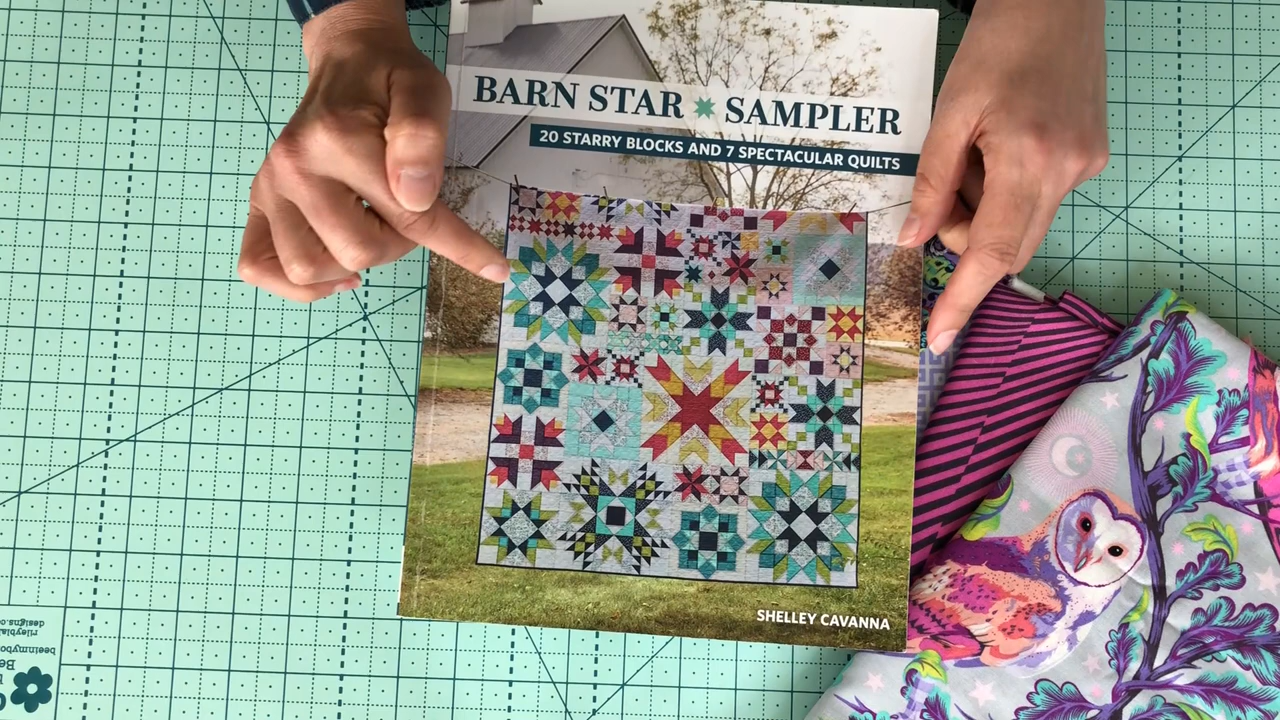 BARN STAR SAMPLER
20 STARRY BLOCKS AND 7 SPECTACULAR QUILTS
SHELLEY CAVANNA